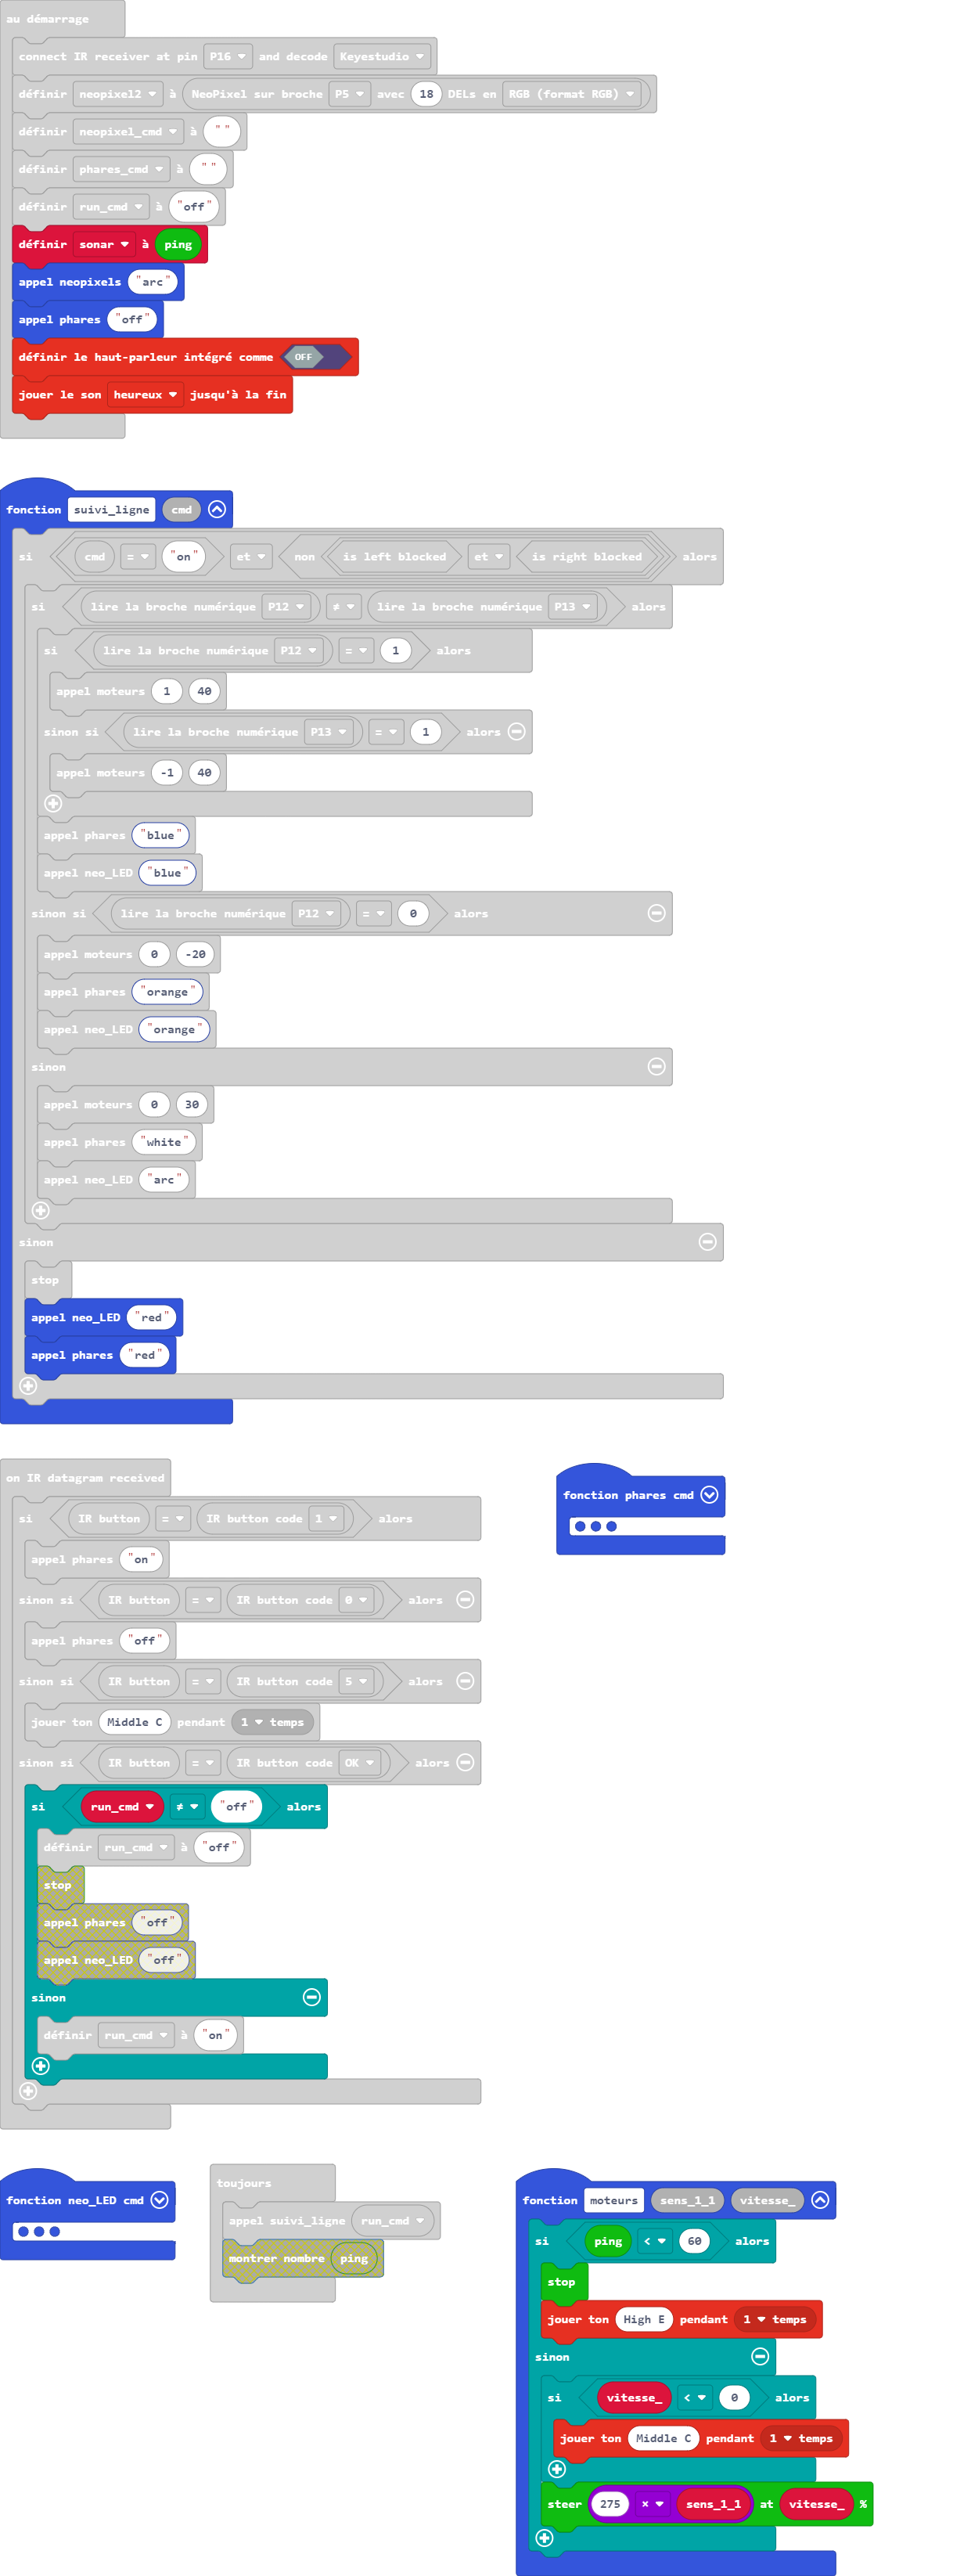 au démarrage
connect IR receiver at pin P16 and decode Keyestudio
définir neopixel2 à NeoPixel sur broche P5 avec 18 DELs en RGB (format RGB)
définir neopixel_cmd à " "
définir phares_cmd à " "
définir run_cmd à "off"
définir sonar à ping
appel neopixels "arc"
appel phares "off"
définir le haut-parleur intégré comme OFF
jouer le son heureux jusqu'à la fin
fonction suivi_ligne cmd
si cmd = "on" et non is left blocked et is right blocked alors
si lire la broche numérique P12 ≠ lire la broche numérique P13 alors
si lire la broche numérique P12 = 1 alors
appel moteurs 1 40
sinon si lire la broche numérique P13 = 1 alors
appel moteurs -1 40
appel phares "blue"
appel neo_LED "blue"
sinon si lire la broche numérique P12 = 0 alors
appel moteurs 0 -20
appel phares "orange"
appel neo_LED "orange"
sinon
appel moteurs 0 30
appel phares "white"
appel neo_LED "arc"
sinon
stop
appel neo_LED "red"
appel phares "red"
on IR datagram received
si IR button = IR button code 1 alors
appel phares "on"
sinon si IR button = IR button code 0 alors
appel phares "off"
sinon si IR button = IR button code 5 alors
jouer ton Middle C pendant 1 temps
sinon si IR button = IR button code OK alors
si run_cmd ≠ "off" alors
définir run_cmd à "off"
stop
appel phares "off"
appel neo_LED "off"
sinon
définir run_cmd à "on"
fonction phares cmd
fonction neo_LED cmd
toujours
appel suivi_ligne run_cmd
montrer nombre ping
fonction moteurs sens_1_1 vitesse_
si ping < 60 alors
stop
jouer ton High E pendant 1 temps
sinon
si vitesse_ < 0 alors
jouer ton Middle C pendant 1 temps
steer 275 × sens_1_1 at vitesse_ %